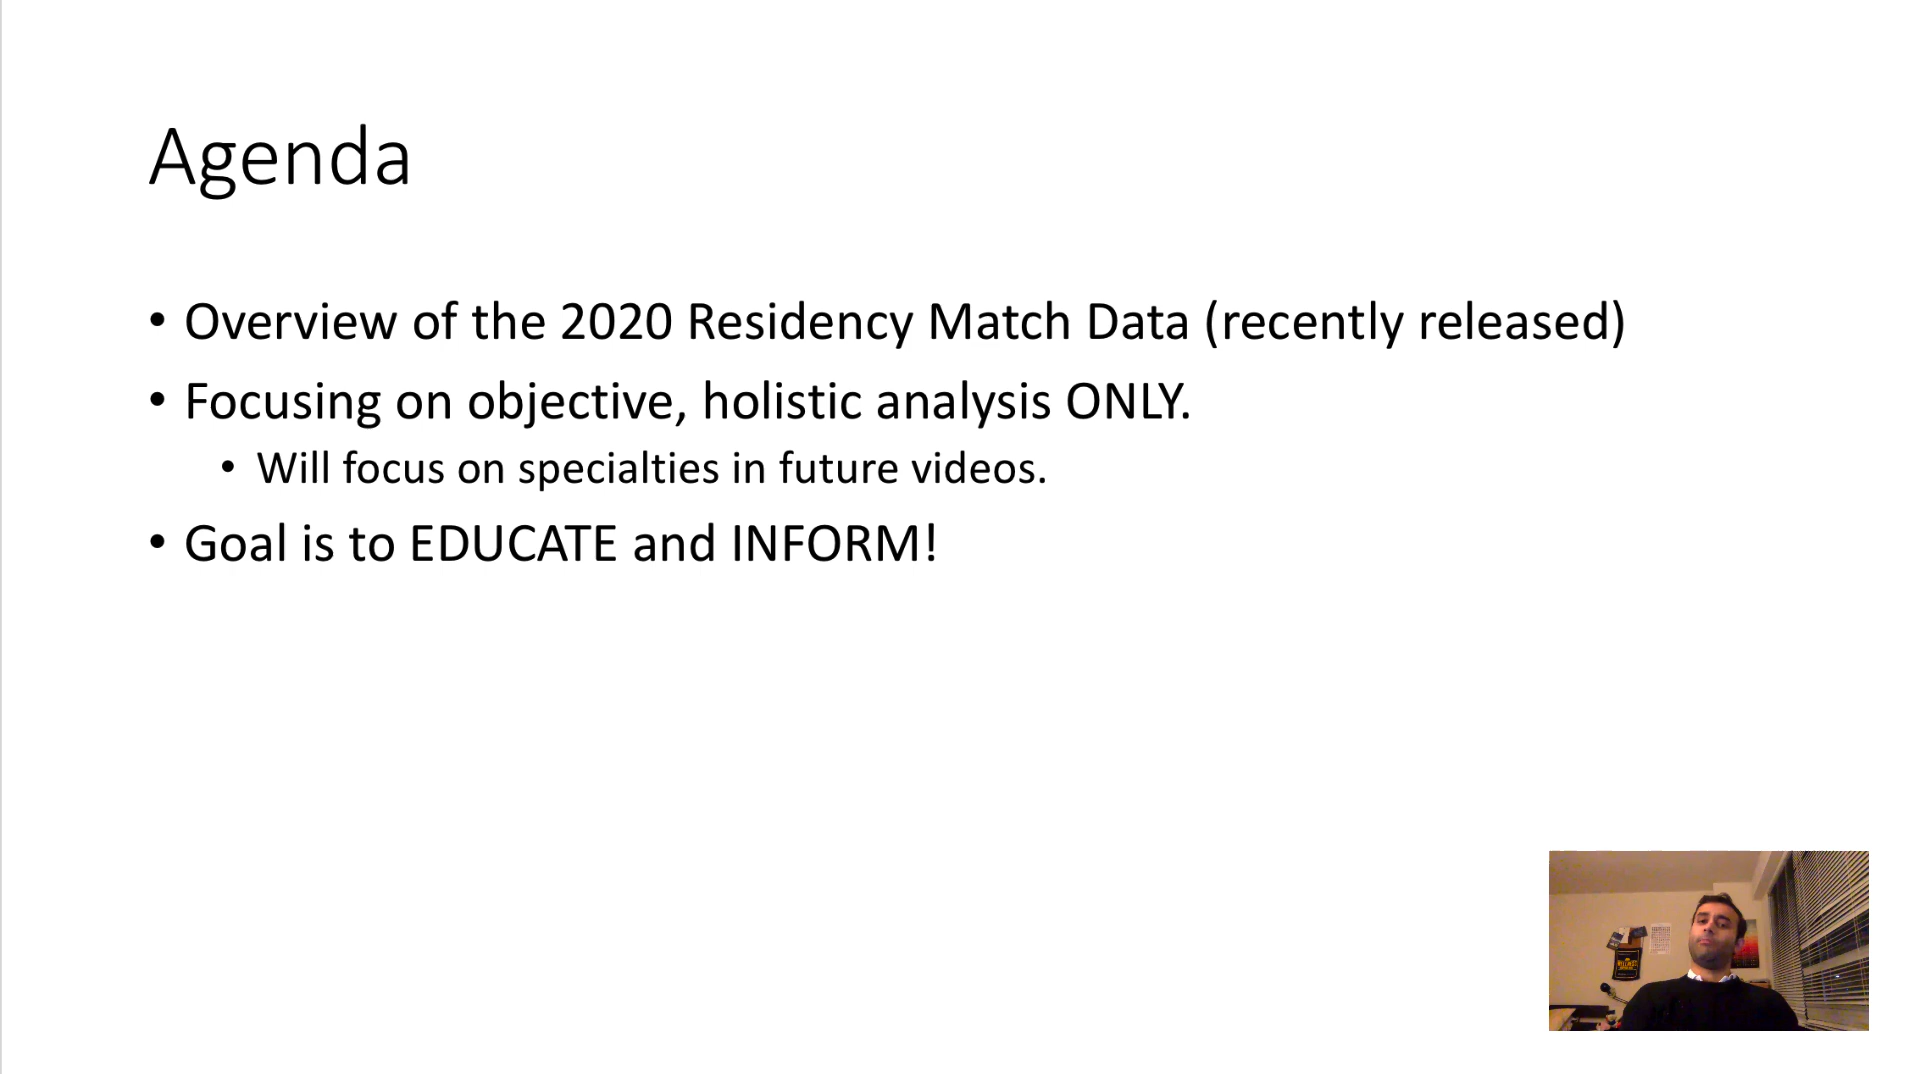 Agenda
• Overview of the 2020 Residency Match Data (recently released)
• Focusing on objective, holistic analysis ONLY.
• Will focus on specialties in future videos.
• Goal is to EDUCATE and INFORM!